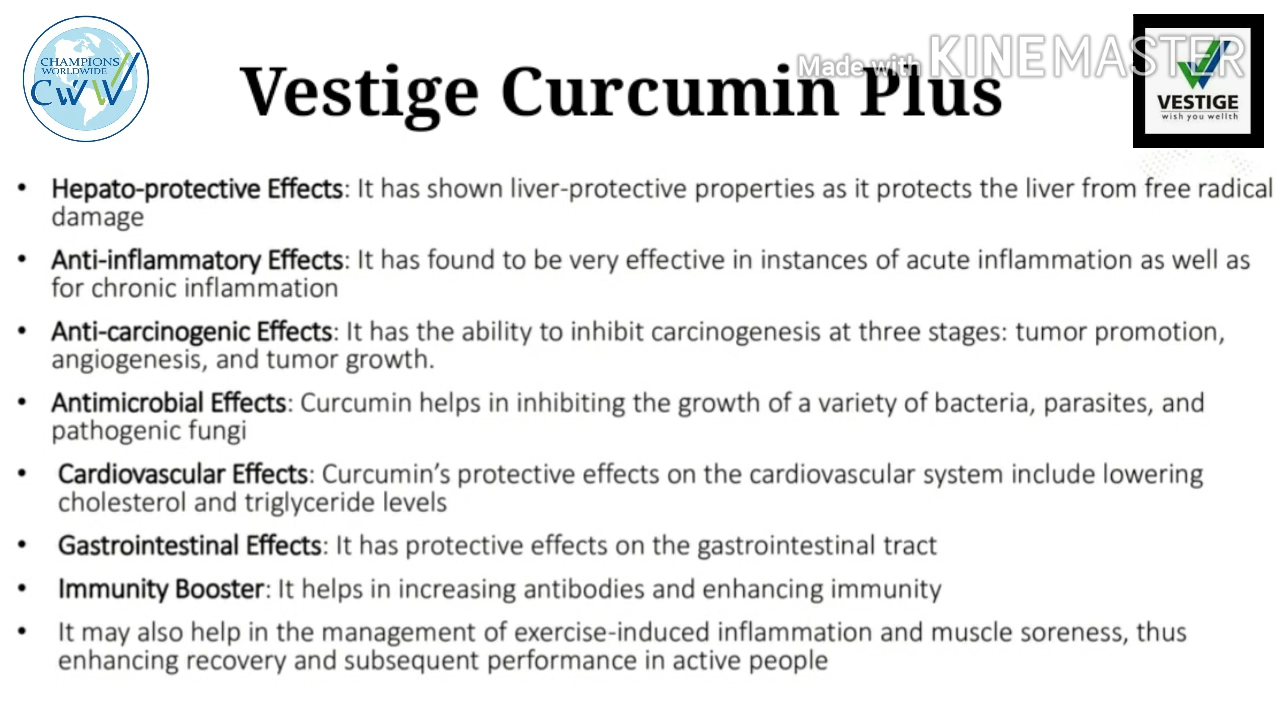 CHAMPIONS
WORLDWIDE
CWW
Made with KINEMASTER
Vestige Curcumin Plus
VESTIGE
wish you wellth
• Hepato-protective Effects: It has shown liver-protective properties as it protects the liver from free radical
damage
• Anti-inflammatory Effects: It has found to be very effective in instances of acute inflammation as well as
for chronic inflammation
• Anti-carcinogenic Effects: It has the ability to inhibit carcinogenesis at three stages: tumor promotion,
angiogenesis, and tumor growth.
• Antimicrobial Effects: Curcumin helps in inhibiting the growth of a variety of bacteria, parasites, and
pathogenic fungi
• Cardiovascular Effects: Curcumin’s protective effects on the cardiovascular system include lowering
cholesterol and triglyceride levels
• Gastrointestinal Effects: It has protective effects on the gastrointestinal tract
• Immunity Booster: It helps in increasing antibodies and enhancing immunity
• It may also help in the management of exercise-induced inflammation and muscle soreness, thus
enhancing recovery and subsequent performance in active people